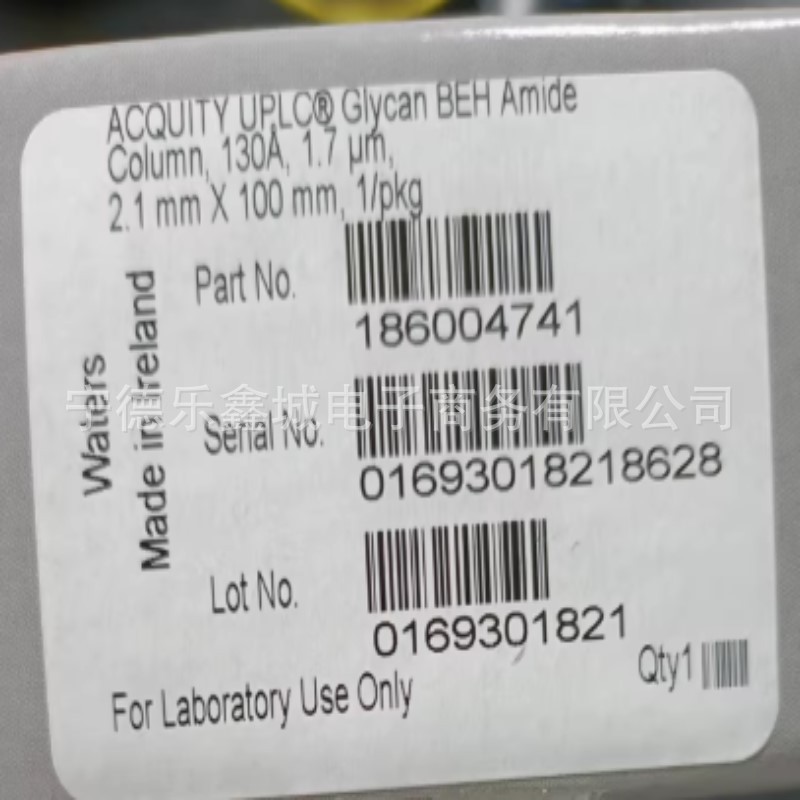 ACQUITY UPLC® Glycan BEH Amide
Column, 130Å, 1.7 µm,
2.1 mm X 100 mm, 1/pkg
Waters
Made in Ireland
Part No.
186004741
宁德乐鑫域电子商务有限公司
Serial No.
01693018218628
Lot No.
0169301821
Qty1
For Laboratory Use Only